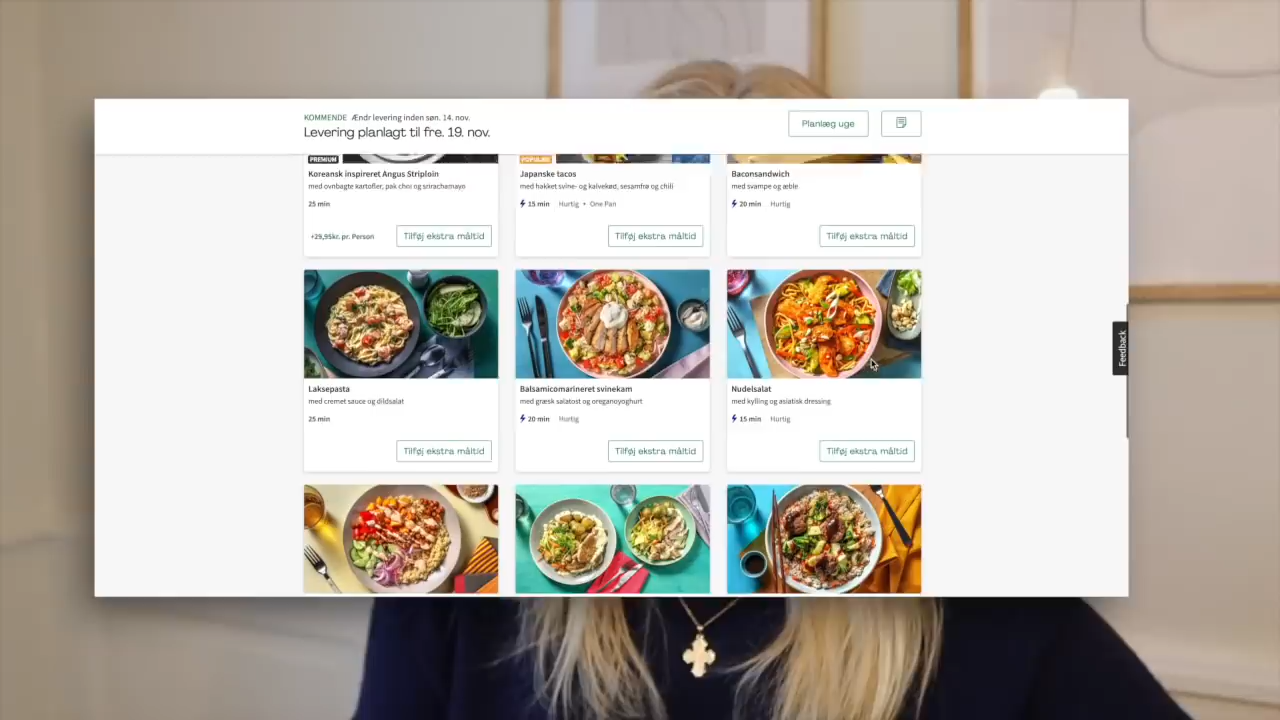 KOMMENDE Ændr levering inden søn. 14. nov.
Levering planlagt til fre. 19. nov.
Planlæg uge
PREMIUM
Koreansk inspireret Angus Striploin
med ovnbagte kartofler, pak choi og srirachamayo
25 min
+29,95kr. pr. Person
Tilføj ekstra måltid
POPULÆR
Japanske tacos
med hakket svine- og kalvekød, sesamfrø og chili
15 min Hurtig • One Pan
Tilføj ekstra måltid
Baconsandwich
med svampe og æble
20 min Hurtig
Tilføj ekstra måltid
Laksepasta
med cremet sauce og dildsalat
25 min
Tilføj ekstra måltid
Balsamicomarineret svinekam
med græsk salatost og oreganoyoghurt
20 min Hurtig
Tilføj ekstra måltid
Nudelsalat
med kylling og asiatisk dressing
15 min Hurtig
Tilføj ekstra måltid
Feedback